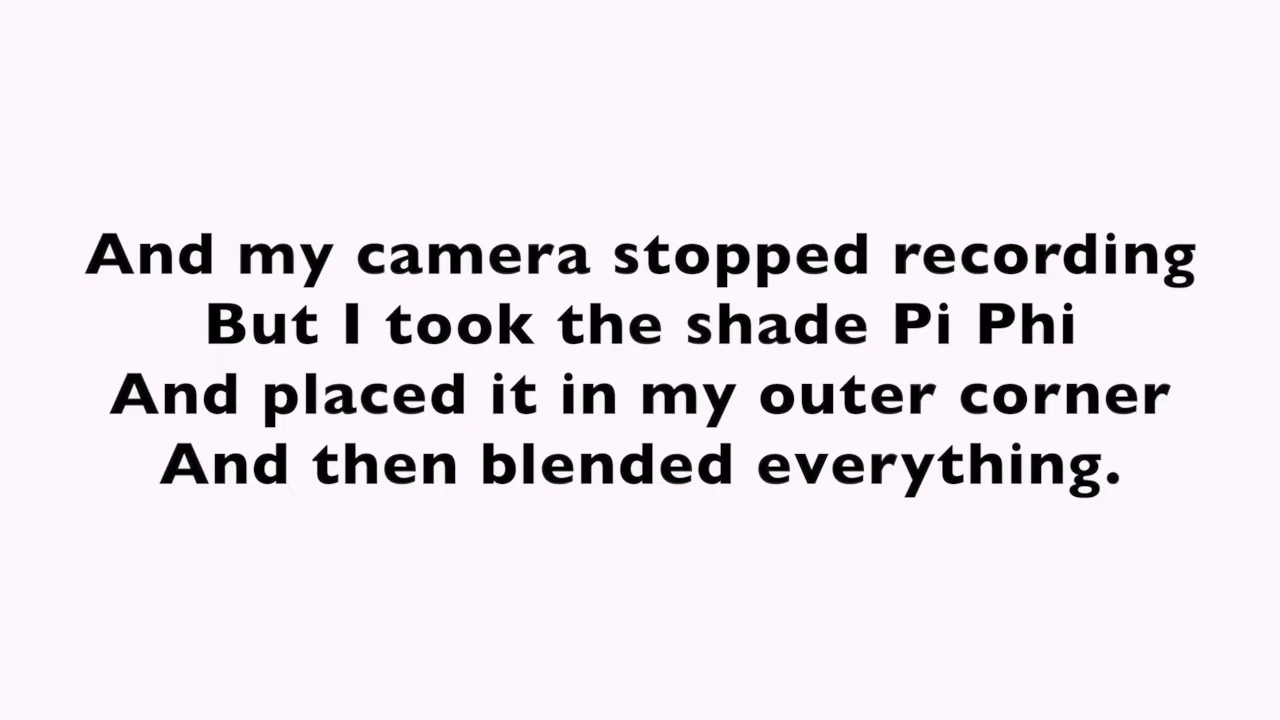 And my camera stopped recording
But I took the shade Pi Phi
And placed it in my outer corner
And then blended everything.